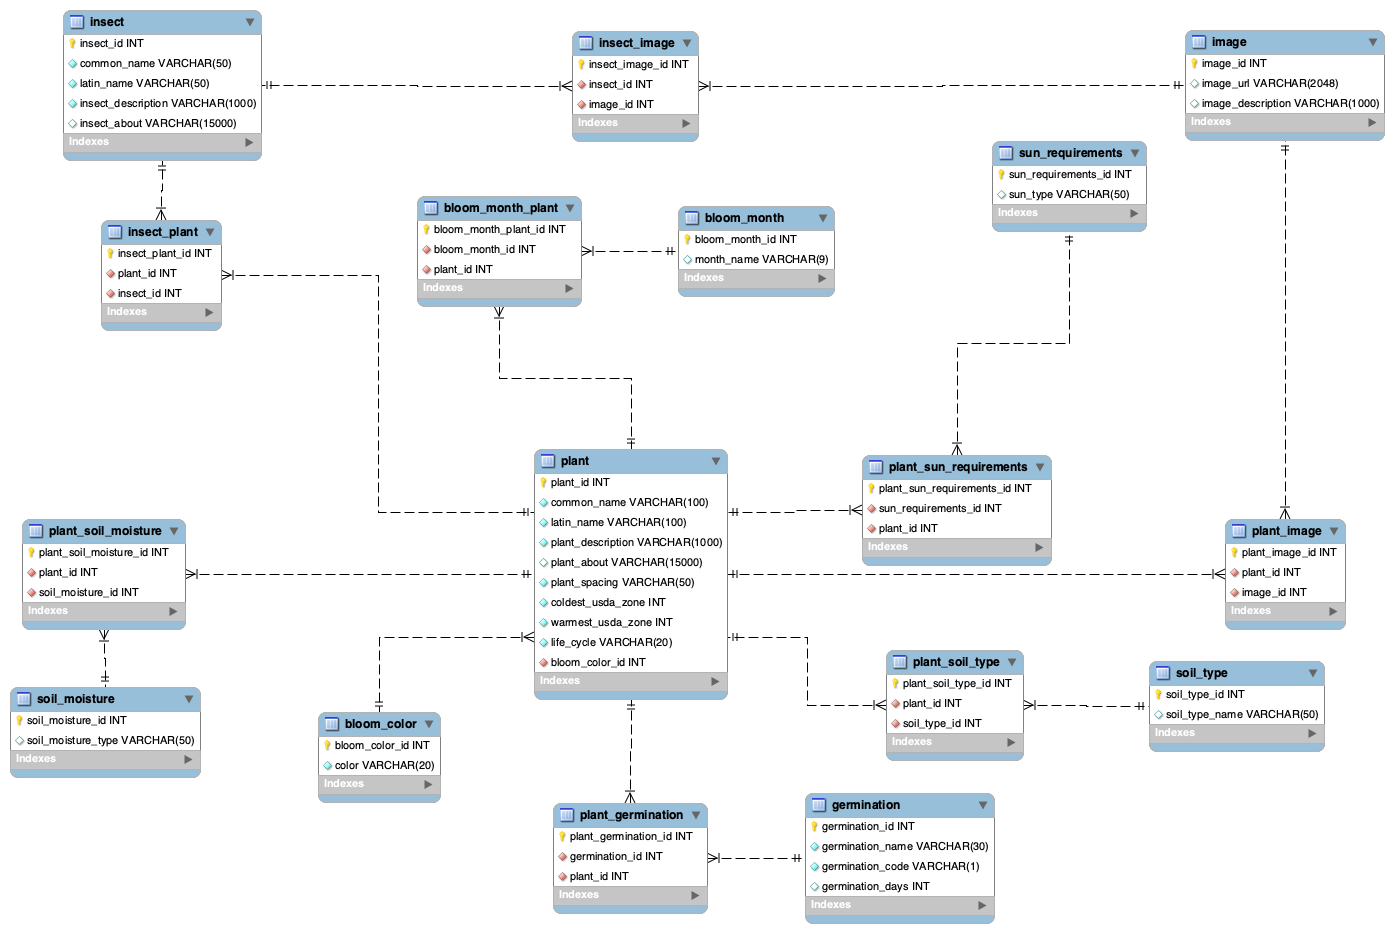 insect
insect_id INT
common_name VARCHAR(50)
latin_name VARCHAR(50)
insect_description VARCHAR(1000)
insect_about VARCHAR(15000)
Indexes
insect_image
insect_image_id INT
insect_id INT
image_id INT
Indexes
image
image_id INT
image_url VARCHAR(2048)
image_description VARCHAR(1000)
Indexes
sun_requirements
sun_requirements_id INT
sun_type VARCHAR(50)
Indexes
insect_plant
insect_plant_id INT
plant_id INT
insect_id INT
Indexes
bloom_month_plant
bloom_month_plant_id INT
bloom_month_id INT
plant_id INT
Indexes
bloom_month
bloom_month_id INT
month_name VARCHAR(9)
Indexes
plant
plant_id INT
common_name VARCHAR(100)
latin_name VARCHAR(100)
plant_description VARCHAR(1000)
plant_about VARCHAR(15000)
plant_spacing VARCHAR(50)
coldest_usda_zone INT
warmest_usda_zone INT
life_cycle VARCHAR(20)
bloom_color_id INT
Indexes
plant_sun_requirements
plant_sun_requirements_id INT
sun_requirements_id INT
plant_id INT
Indexes
plant_image
plant_image_id INT
plant_id INT
image_id INT
Indexes
plant_soil_moisture
plant_soil_moisture_id INT
plant_id INT
soil_moisture_id INT
Indexes
soil_moisture
soil_moisture_id INT
soil_moisture_type VARCHAR(50)
Indexes
bloom_color
bloom_color_id INT
color VARCHAR(20)
Indexes
plant_soil_type
plant_soil_type_id INT
plant_id INT
soil_type_id INT
Indexes
soil_type
soil_type_id INT
soil_type_name VARCHAR(50)
Indexes
plant_germination
plant_germination_id INT
germination_id INT
plant_id INT
Indexes
germination
germination_id INT
germination_name VARCHAR(30)
germination_code VARCHAR(1)
germination_days INT
Indexes